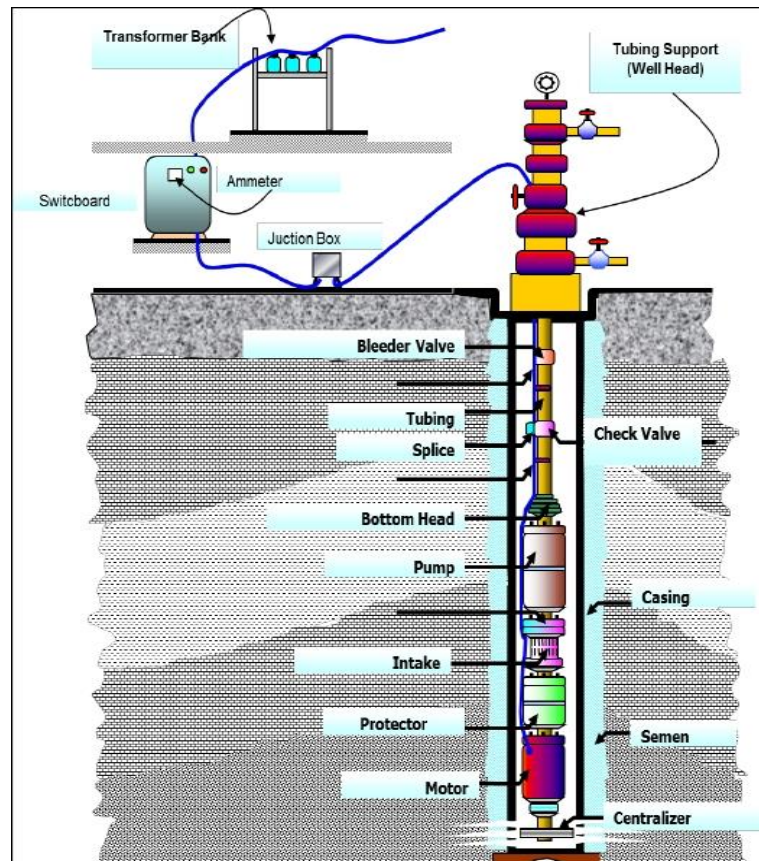 Transformer Bank
Tubing Support
(Well Head)
Ammeter
Switcboard
Juction Box
Bleeder Valve
Tubing
Check Valve
Splice
Bottom Head
Pump
Casing
Intake
Protector
Semen
Motor
Centralizer